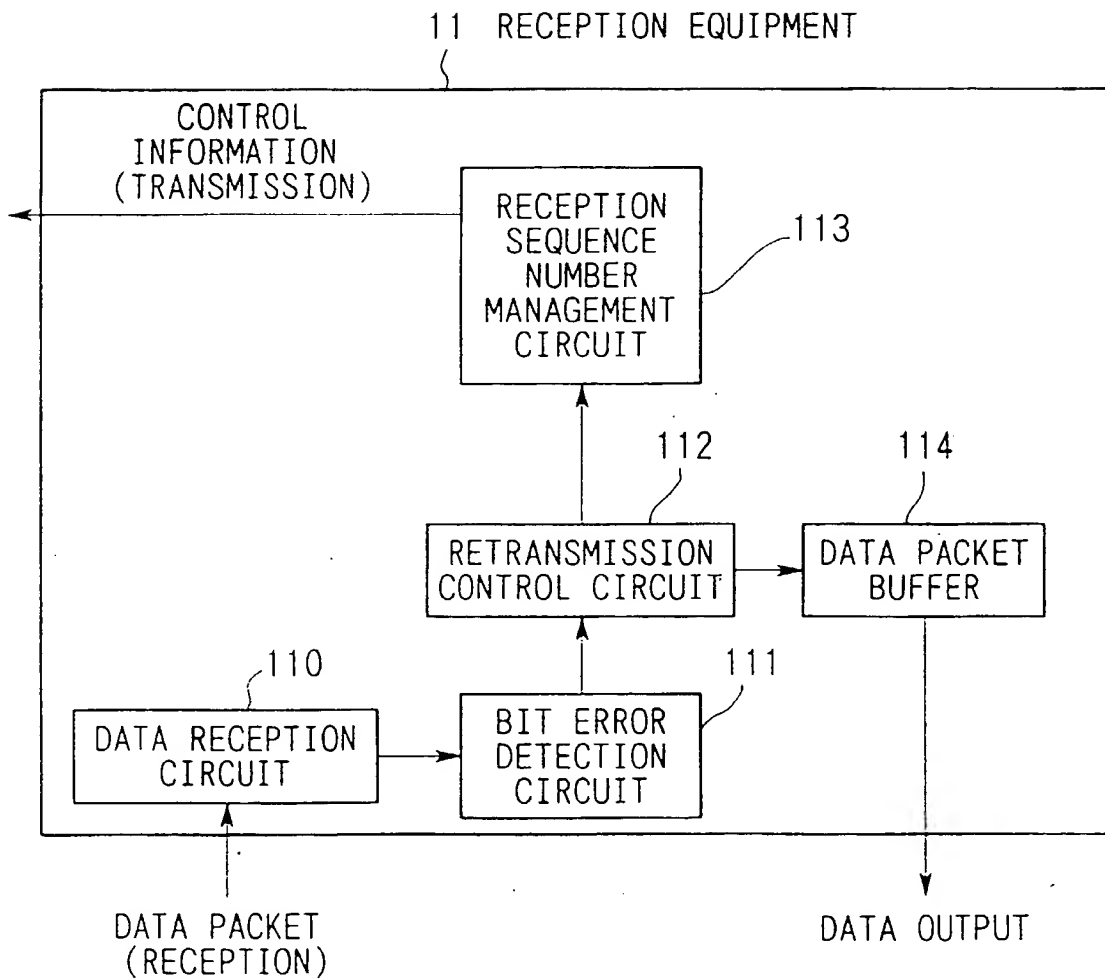 11 RECEPTION EQUIPMENT
CONTROL
INFORMATION
(TRANSMISSION)
RECEPTION
SEQUENCE
NUMBER
MANAGEMENT
CIRCUIT
113
112
114
RETRANSMISSION
CONTROL CIRCUIT
DATA PACKET
BUFFER
110
111
DATA RECEPTION
CIRCUIT
BIT ERROR
DETECTION
CIRCUIT
DATA PACKET
(RECEPTION)
DATA OUTPUT